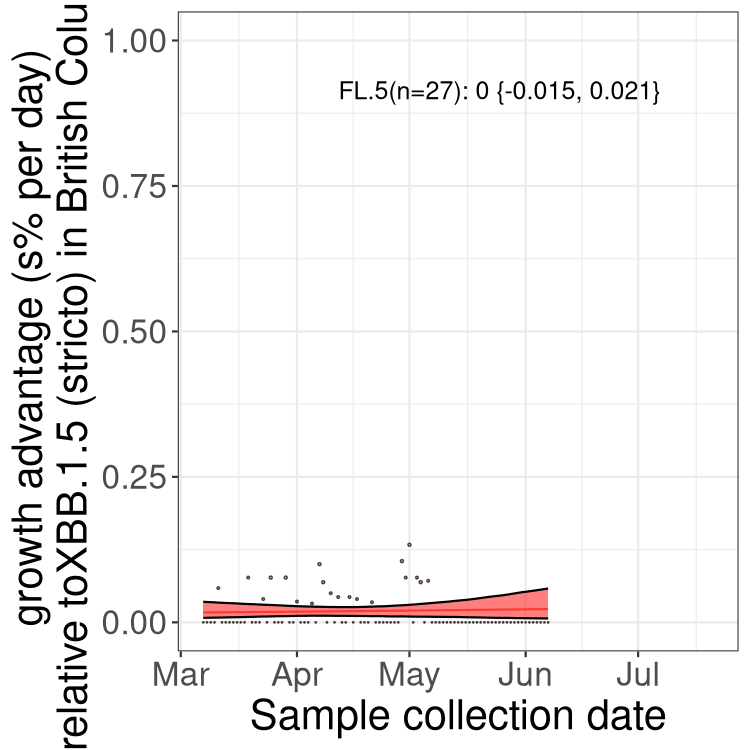 growth advantage (s% per day)
relative toXBB.1.5 (stricto) in British Colu
1.00
0.75
0.50
0.25
0.00
FL.5(n=27): 0 {-0.015, 0.021}
Mar Apr May Jun Jul
Sample collection date